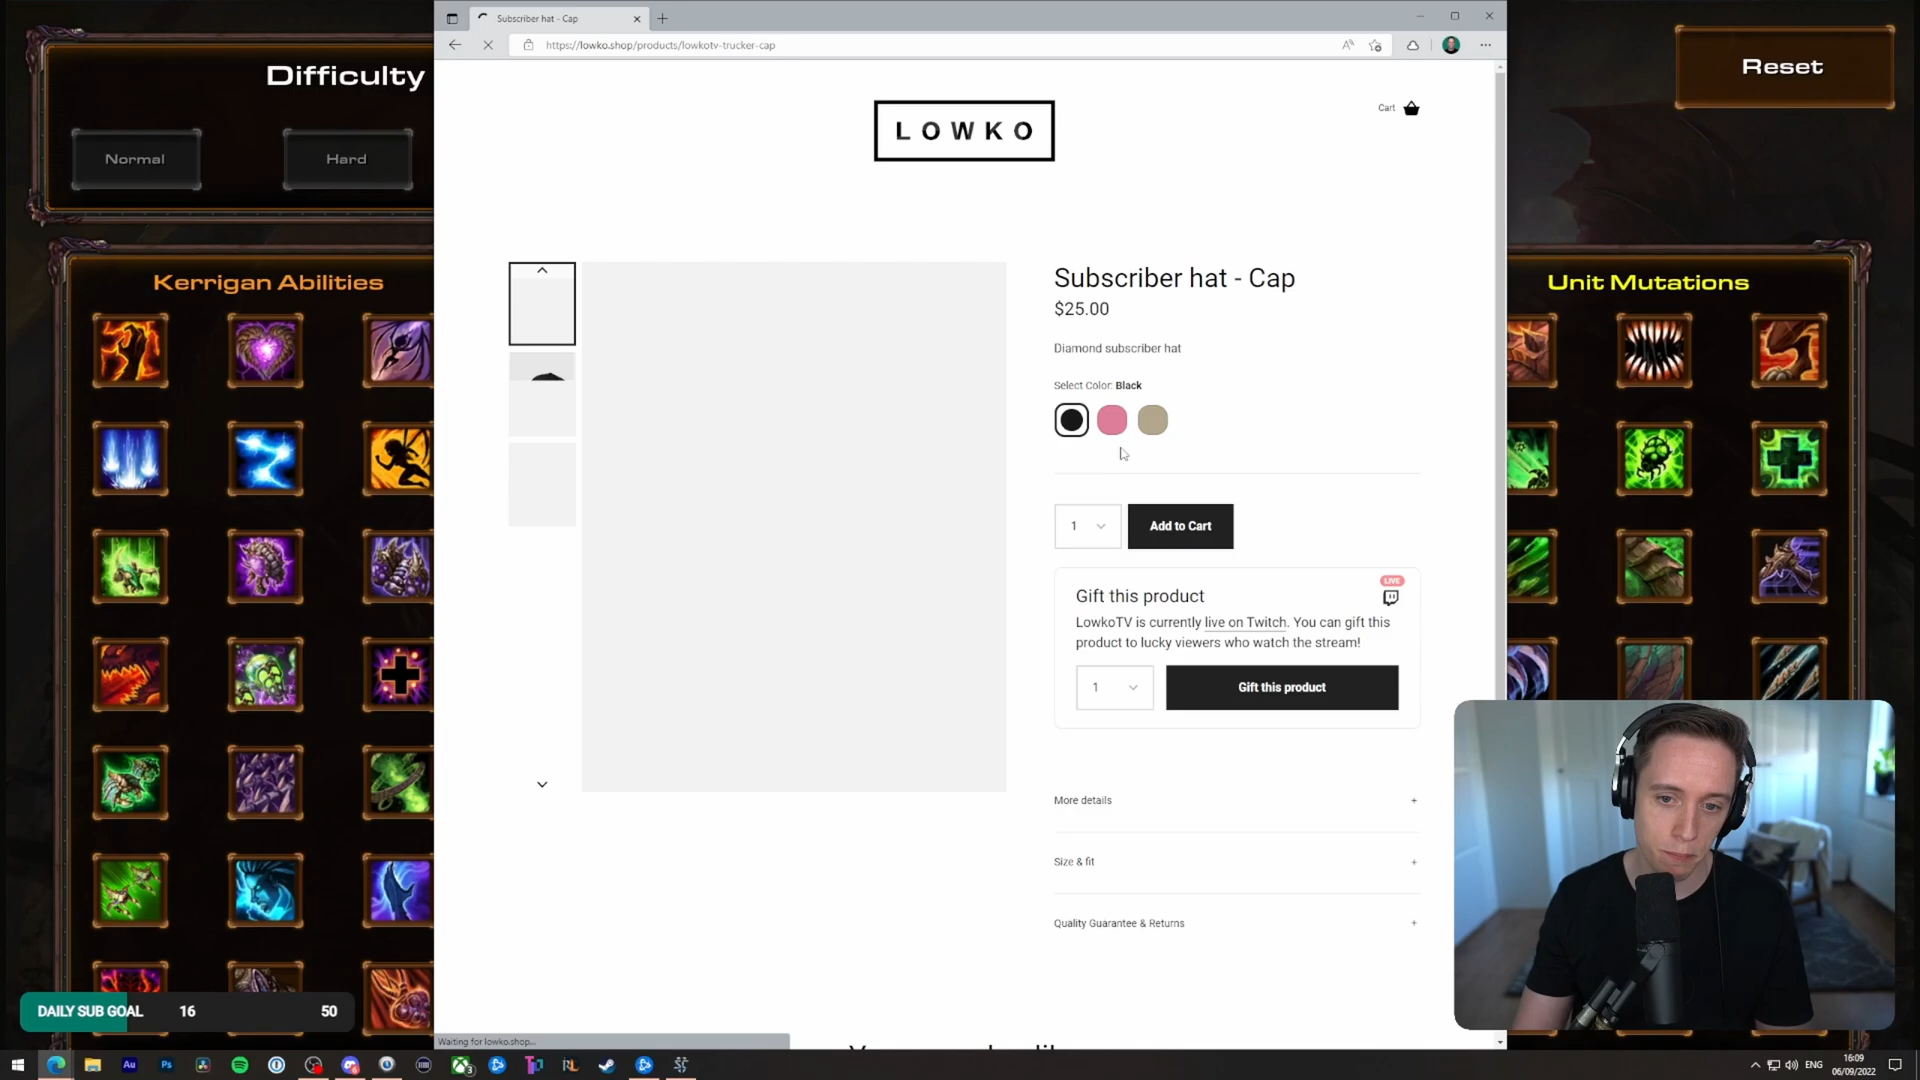 Subscriber hat - Cap
https://lowko.shop/products/lowkotv-trucker-cap
Difficulty
Normal
Hard
Reset
LOWKO
Cart
Kerrigan Abilities
Unit Mutations
Subscriber hat - Cap
$25.00
Diamond subscriber hat
Select Color: Black
1
Add to Cart
LIVE
Gift this product
LowkoTV is currently live on Twitch. You can gift this
product to lucky viewers who watch the stream!
1
Gift this product
More details
Size & fit
Quality Guarantee & Returns
DAILY SUB GOAL 16 50
Waiting for lowko.shop...
Au
Ps
3
ENG
16:09
06/09/2022